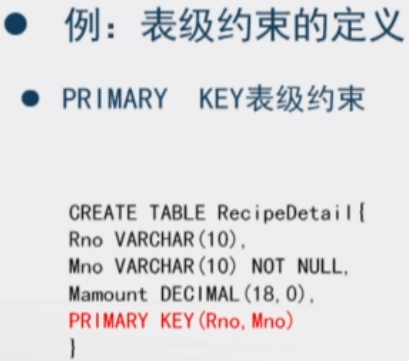 ● 例：表级约束的定义
● PRIMARY KEY表级约束
CREATE TABLE RecipeDetail{
Rno VARCHAR(10),
Mno VARCHAR(10) NOT NULL,
Mamount DECIMAL(18,0),
PRIMARY KEY(Rno,Mno)
}